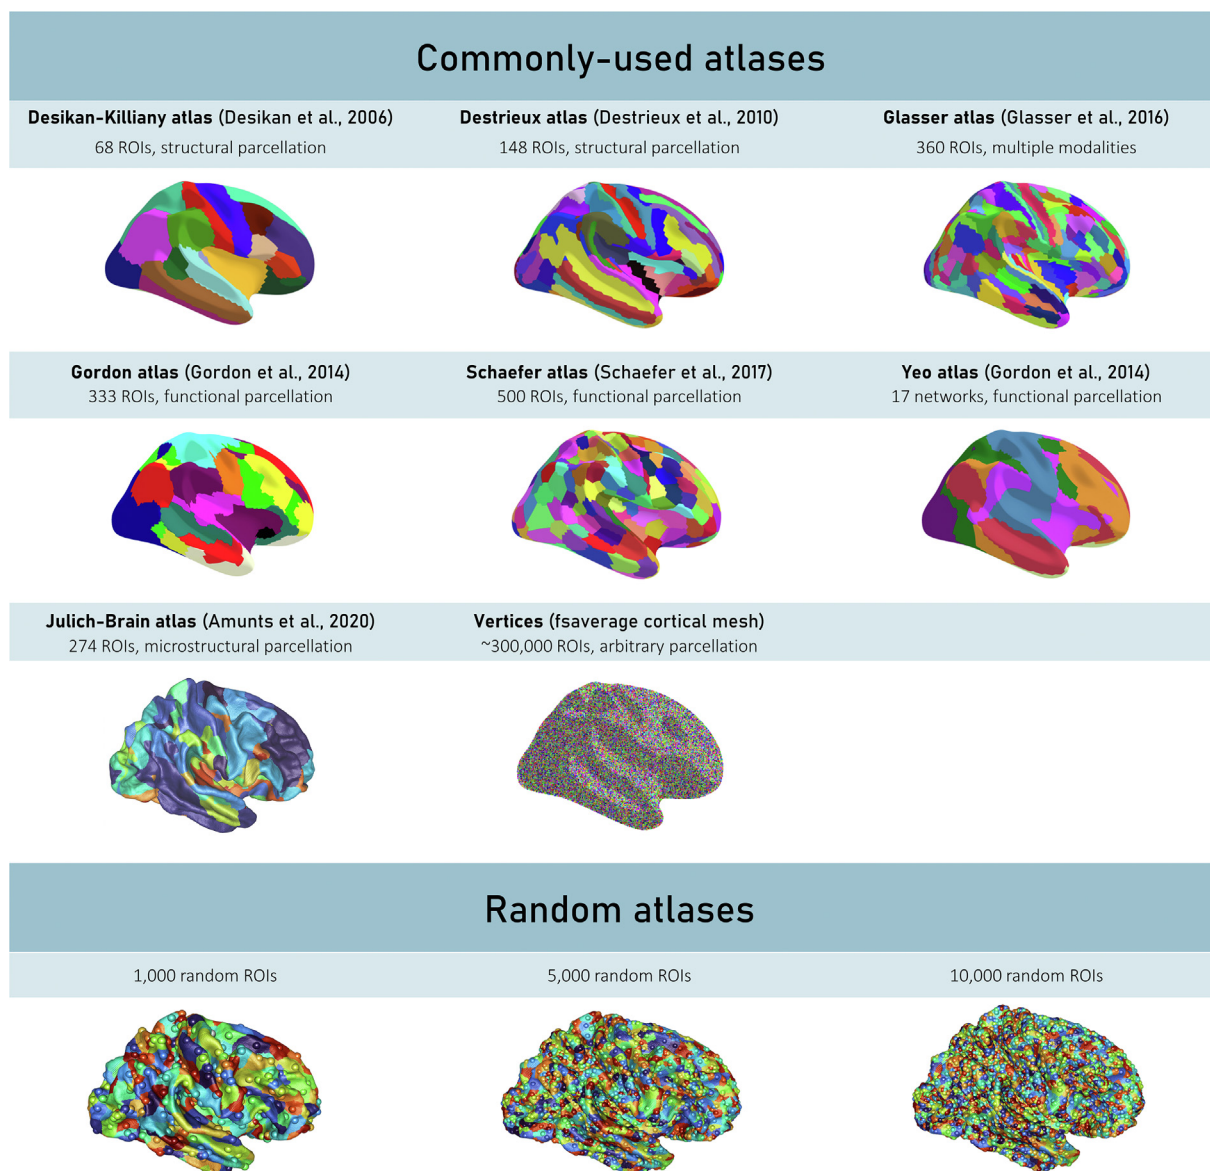 Commonly-used atlases
Desikan-Killiany atlas (Desikan et al., 2006)
68 ROIs, structural parcellation
Destrieux atlas (Destrieux et al., 2010)
148 ROIs, structural parcellation
Glasser atlas (Glasser et al., 2016)
360 ROIs, multiple modalities
Gordon atlas (Gordon et al., 2014)
333 ROIs, functional parcellation
Schaefer atlas (Schaefer et al., 2017)
500 ROIs, functional parcellation
Yeo atlas (Gordon et al., 2014)
17 networks, functional parcellation
Julich-Brain atlas (Amunts et al., 2020)
274 ROIs, microstructural parcellation
Vertices (fsaverage cortical mesh)
~300,000 ROIs, arbitrary parcellation
Random atlases
1,000 random ROIs
5,000 random ROIs
10,000 random ROIs